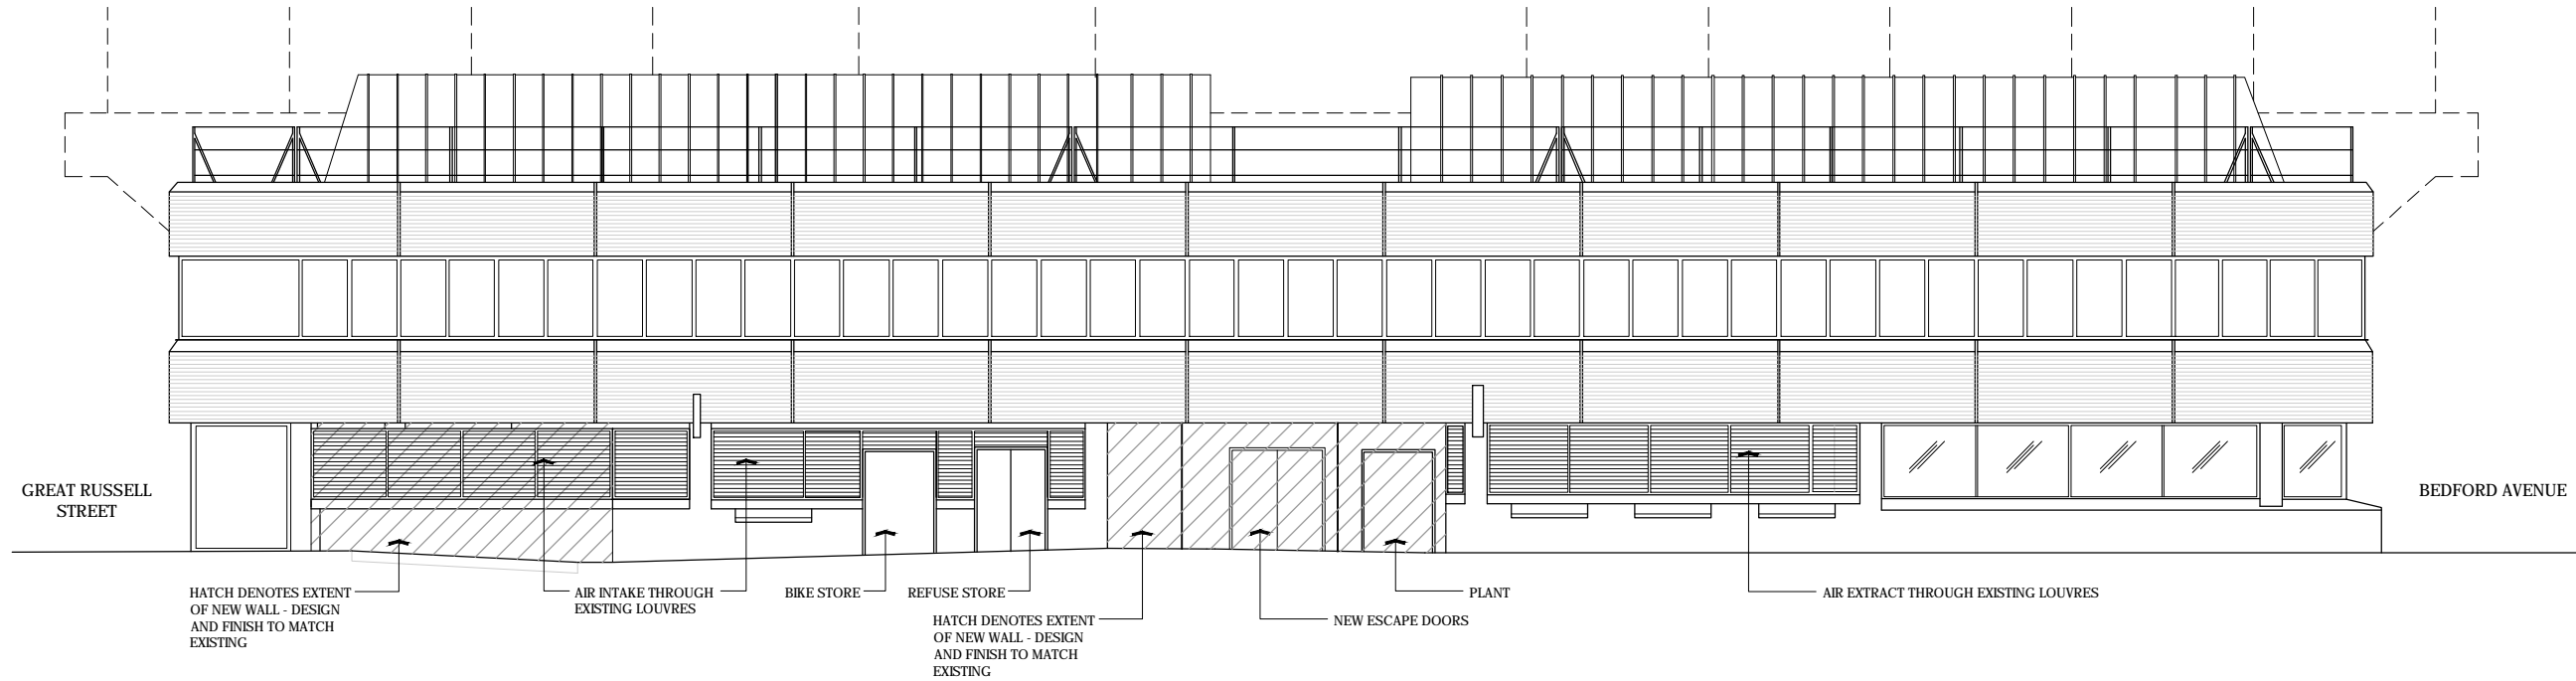 GREAT RUSSELL
STREET
BEDFORD AVENUE
HATCH DENOTES EXTENT
OF NEW WALL - DESIGN
AND FINISH TO MATCH
EXISTING
AIR INTAKE THROUGH
EXISTING LOUVRES
BIKE STORE
REFUSE STORE
HATCH DENOTES EXTENT
OF NEW WALL - DESIGN
AND FINISH TO MATCH
EXISTING
NEW ESCAPE DOORS
PLANT
AIR EXTRACT THROUGH EXISTING LOUVRES